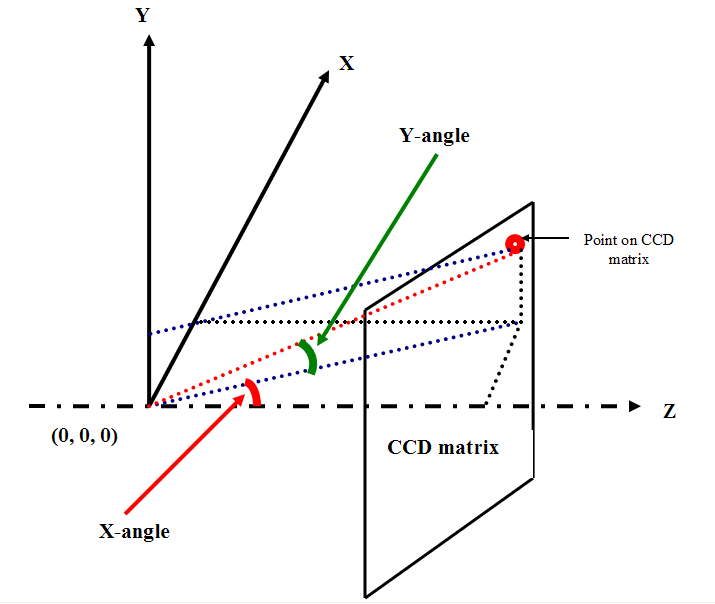 Y
X
Y-angle
Point on CCD
matrix
Z
(0, 0, 0)
CCD matrix
X-angle